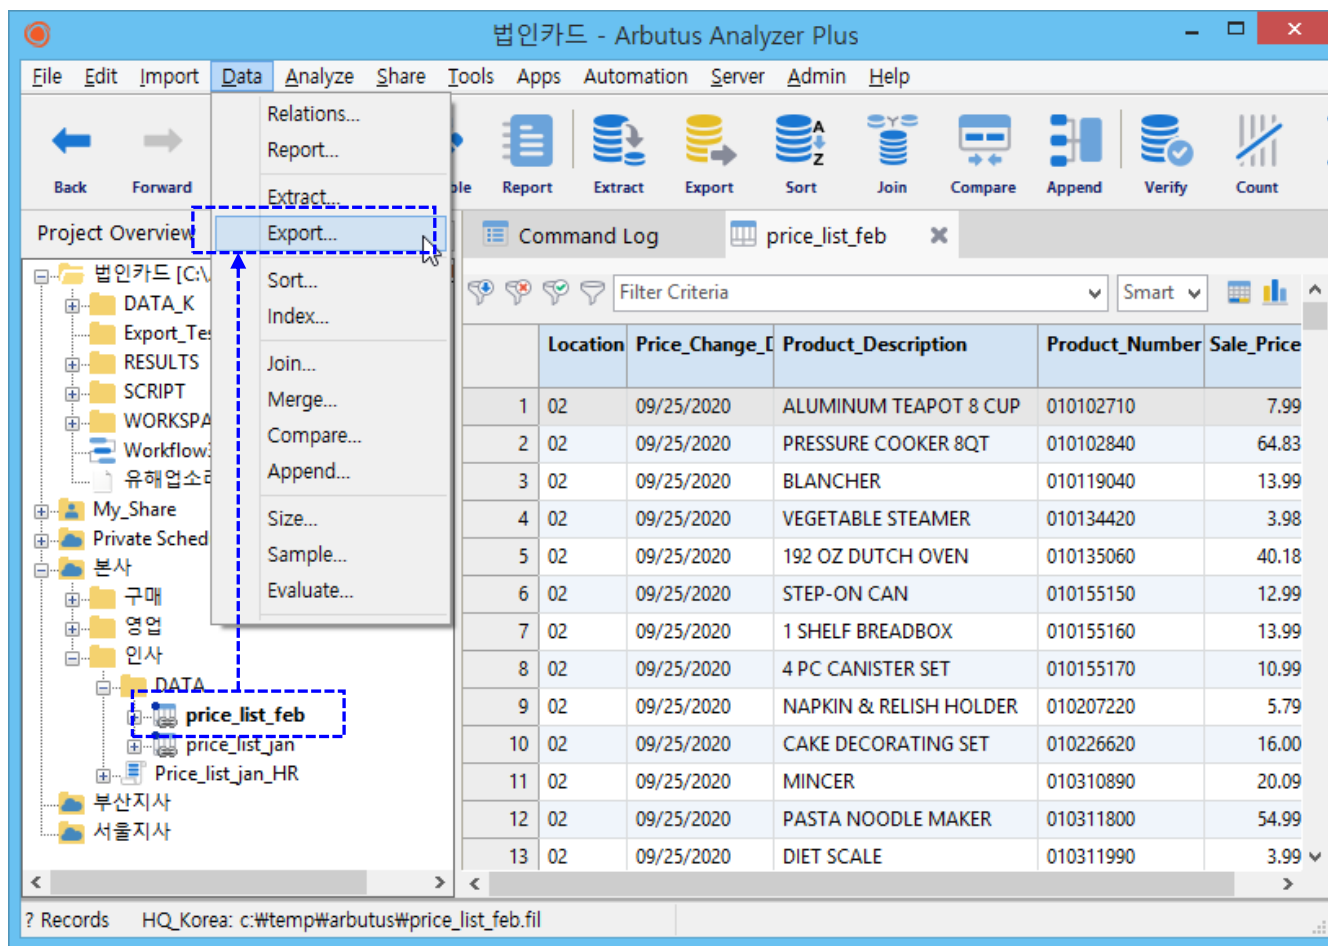 법인카드 - Arbutus Analyzer Plus
File Edit Import Data Analyze Share Tools Apps Automation Server Admin Help
Back Forward Report Extract Export Sort Join Compare Append Verify Count
Relations...
Report...
Extract...
Export...
Sort...
Index...
Join...
Merge...
Compare...
Append...
Size...
Sample...
Evaluate...
Project Overview
법인카드 [C:\
DATA_K
Export_Te
RESULTS
SCRIPT
WORKSPA
Workflow
유해업소
My_Share
Private Sched
본사
구매
영업
인사
DATA
price_list_feb
price_list_jan
Price_list_jan_HR
부산지사
서울지사
Command Log price_list_feb
Filter Criteria Smart
Location Price_Change_D Product_Description Product_Number Sale_Price
1 02 09/25/2020 ALUMINUM TEAPOT 8 CUP 010102710 7.99
2 02 09/25/2020 PRESSURE COOKER 8QT 010102840 64.83
3 02 09/25/2020 BLANCHER 010119040 13.99
4 02 09/25/2020 VEGETABLE STEAMER 010134420 3.98
5 02 09/25/2020 192 OZ DUTCH OVEN 010135060 40.18
6 02 09/25/2020 STEP-ON CAN 010155150 12.99
7 02 09/25/2020 1 SHELF BREADBOX 010155160 13.99
8 02 09/25/2020 4 PC CANISTER SET 010155170 10.99
9 02 09/25/2020 NAPKIN & RELISH HOLDER 010207220 5.79
10 02 09/25/2020 CAKE DECORATING SET 010226620 16.00
11 02 09/25/2020 MINCER 010310890 20.09
12 02 09/25/2020 PASTA NOODLE MAKER 010311800 54.99
13 02 09/25/2020 DIET SCALE 010311990 3.99
? Records HQ_Korea: c:₩temp₩arbutus₩price_list_feb.fil